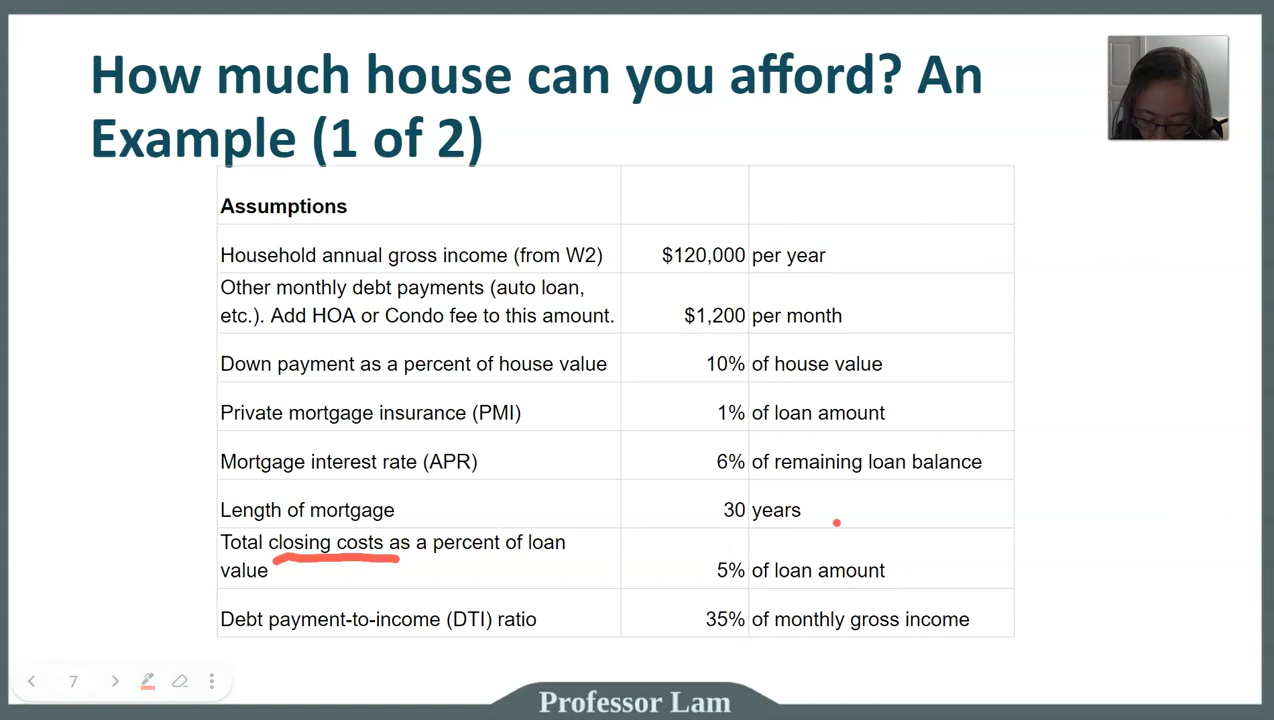 How much house can you afford? An
Example (1 of 2)
Assumptions
Household annual gross income (from W2) $120,000 per year
Other monthly debt payments (auto loan,
etc.). Add HOA or Condo fee to this amount. $1,200 per month
Down payment as a percent of house value 10% of house value
Private mortgage insurance (PMI) 1% of loan amount
Mortgage interest rate (APR) 6% of remaining loan balance
Length of mortgage 30 years
Total closing costs as a percent of loan
value 5% of loan amount
Debt payment-to-income (DTI) ratio 35% of monthly gross income
7
Professor Lam